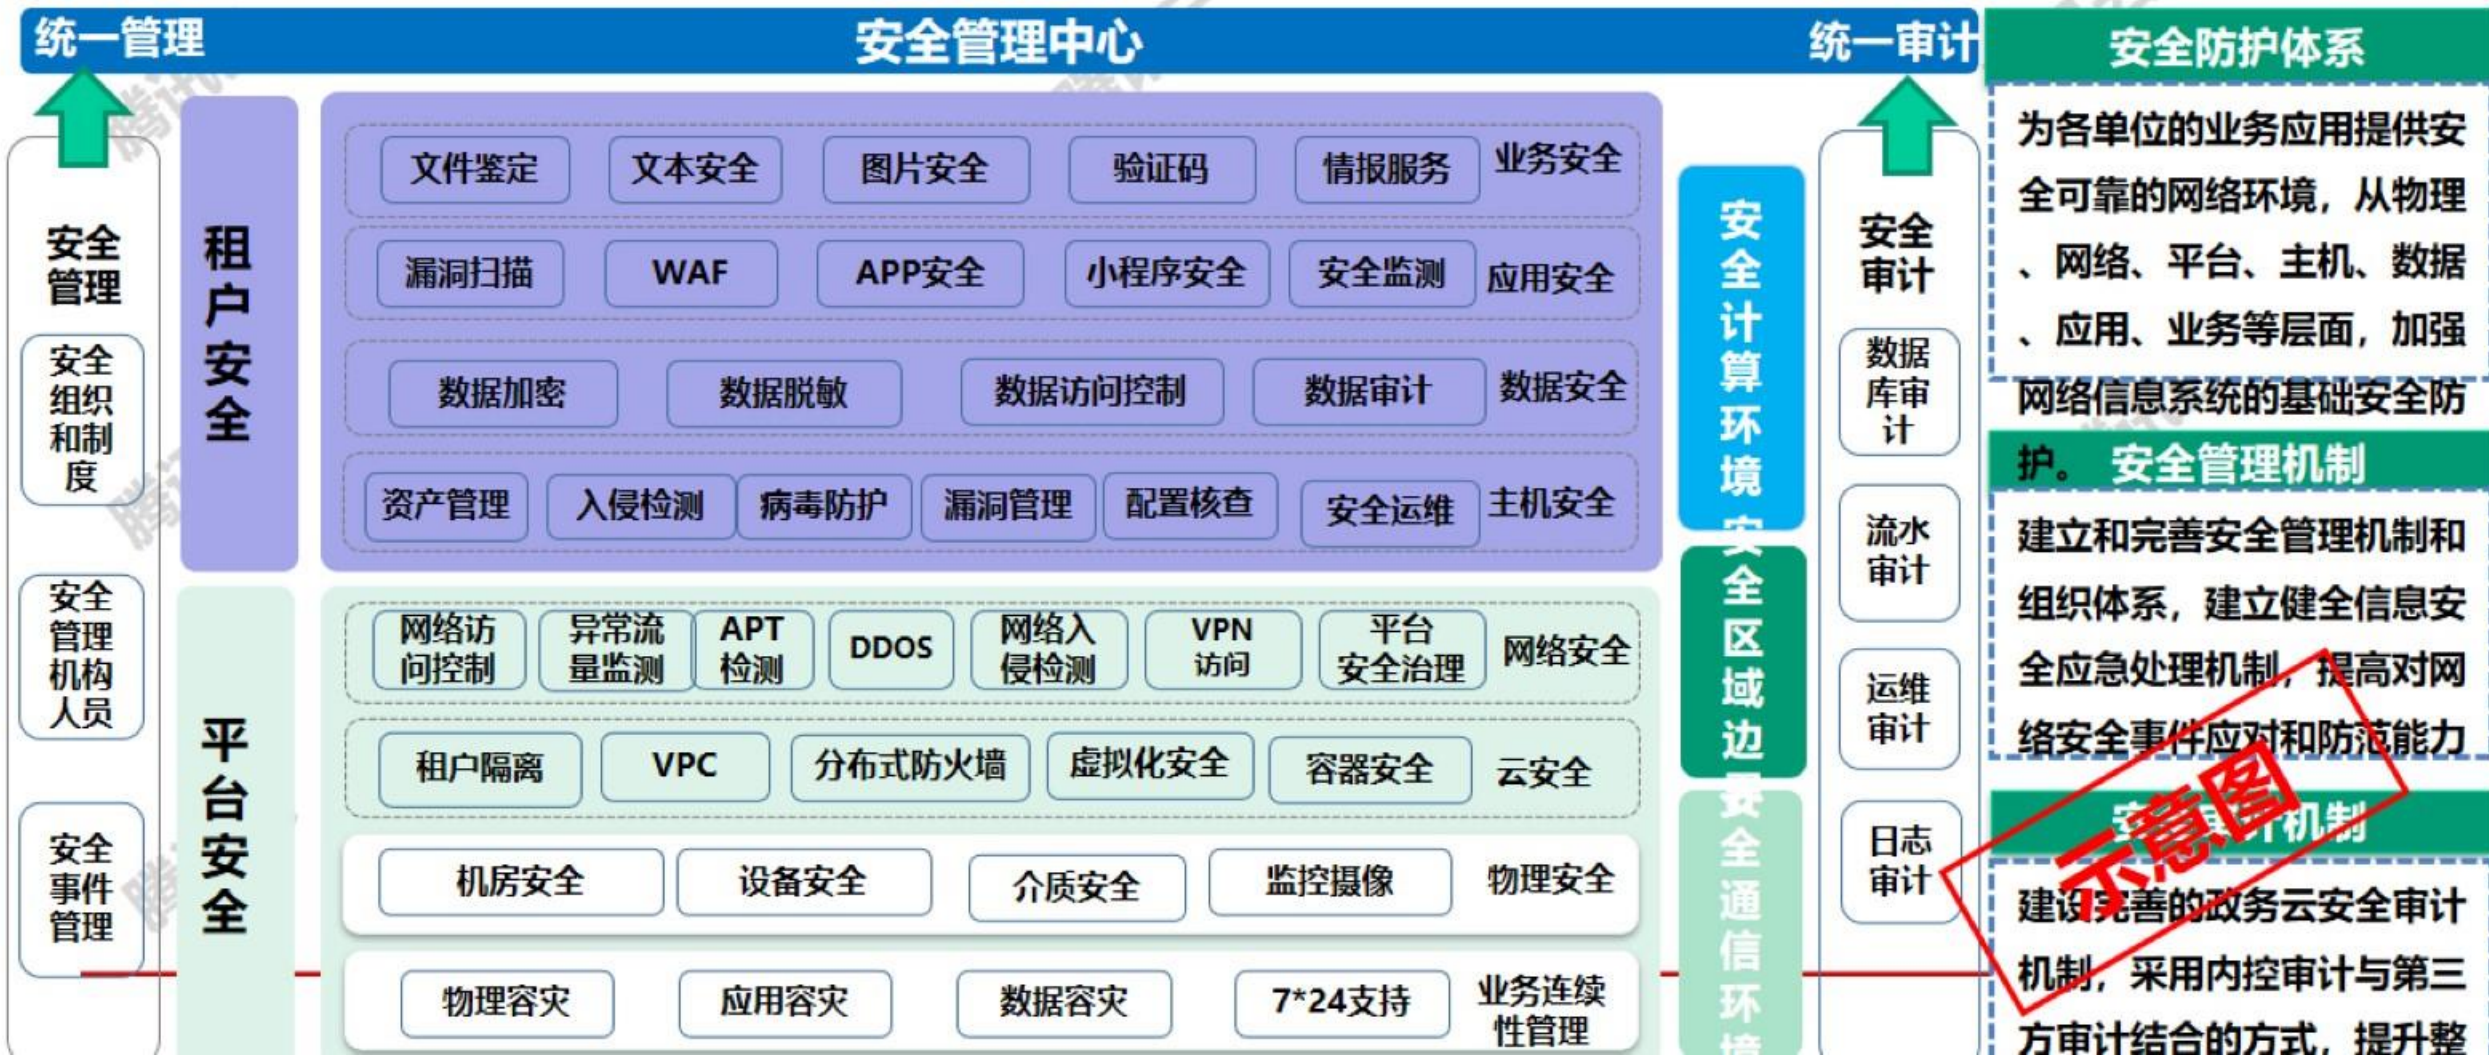 统一管理
安全管理中心
统一审计
安全
管理
安全
组织
和制
度
安全
管理
机构
人员
安全
事件
管理
租户安全
文件鉴定
文本安全
图片安全
验证码
情报服务
业务安全
漏洞扫描
WAF
APP安全
小程序安全
安全监测
应用安全
数据加密
数据脱敏
数据访问控制
数据审计
数据安全
资产管理
入侵检测
病毒防护
漏洞管理
配置核查
安全运维
主机安全
平台安全
网络访
问控制
异常流
量监测
APT
检测
DDOS
网络入
侵检测
VPN
访问
平台
安全治理
网络安全
租户隔离
VPC
分布式防火墙
虚拟化安全
容器安全
云安全
机房安全
设备安全
介质安全
监控摄像
物理安全
物理容灾
应用容灾
数据容灾
7*24支持
业务连续
性管理
安全计算环境
安全区域边界
安全通信环境
安全
审计
数据
库审
计
流水
审计
运维
审计
日志
审计
安全防护体系
为各单位的业务应用提供安
全可靠的网络环境，从物理
、网络、平台、主机、数据
、应用、业务等层面，加强
网络信息系统的基础安全防
护。
安全管理机制
建立和完善安全管理机制和
组织体系，建立健全信息安
全应急处理机制，提高对网
络安全事件应对和防范能力
安全审计机制
建设完善的政务云安全审计
机制，采用内控审计与第三
方审计结合的方式，提升整
示意图